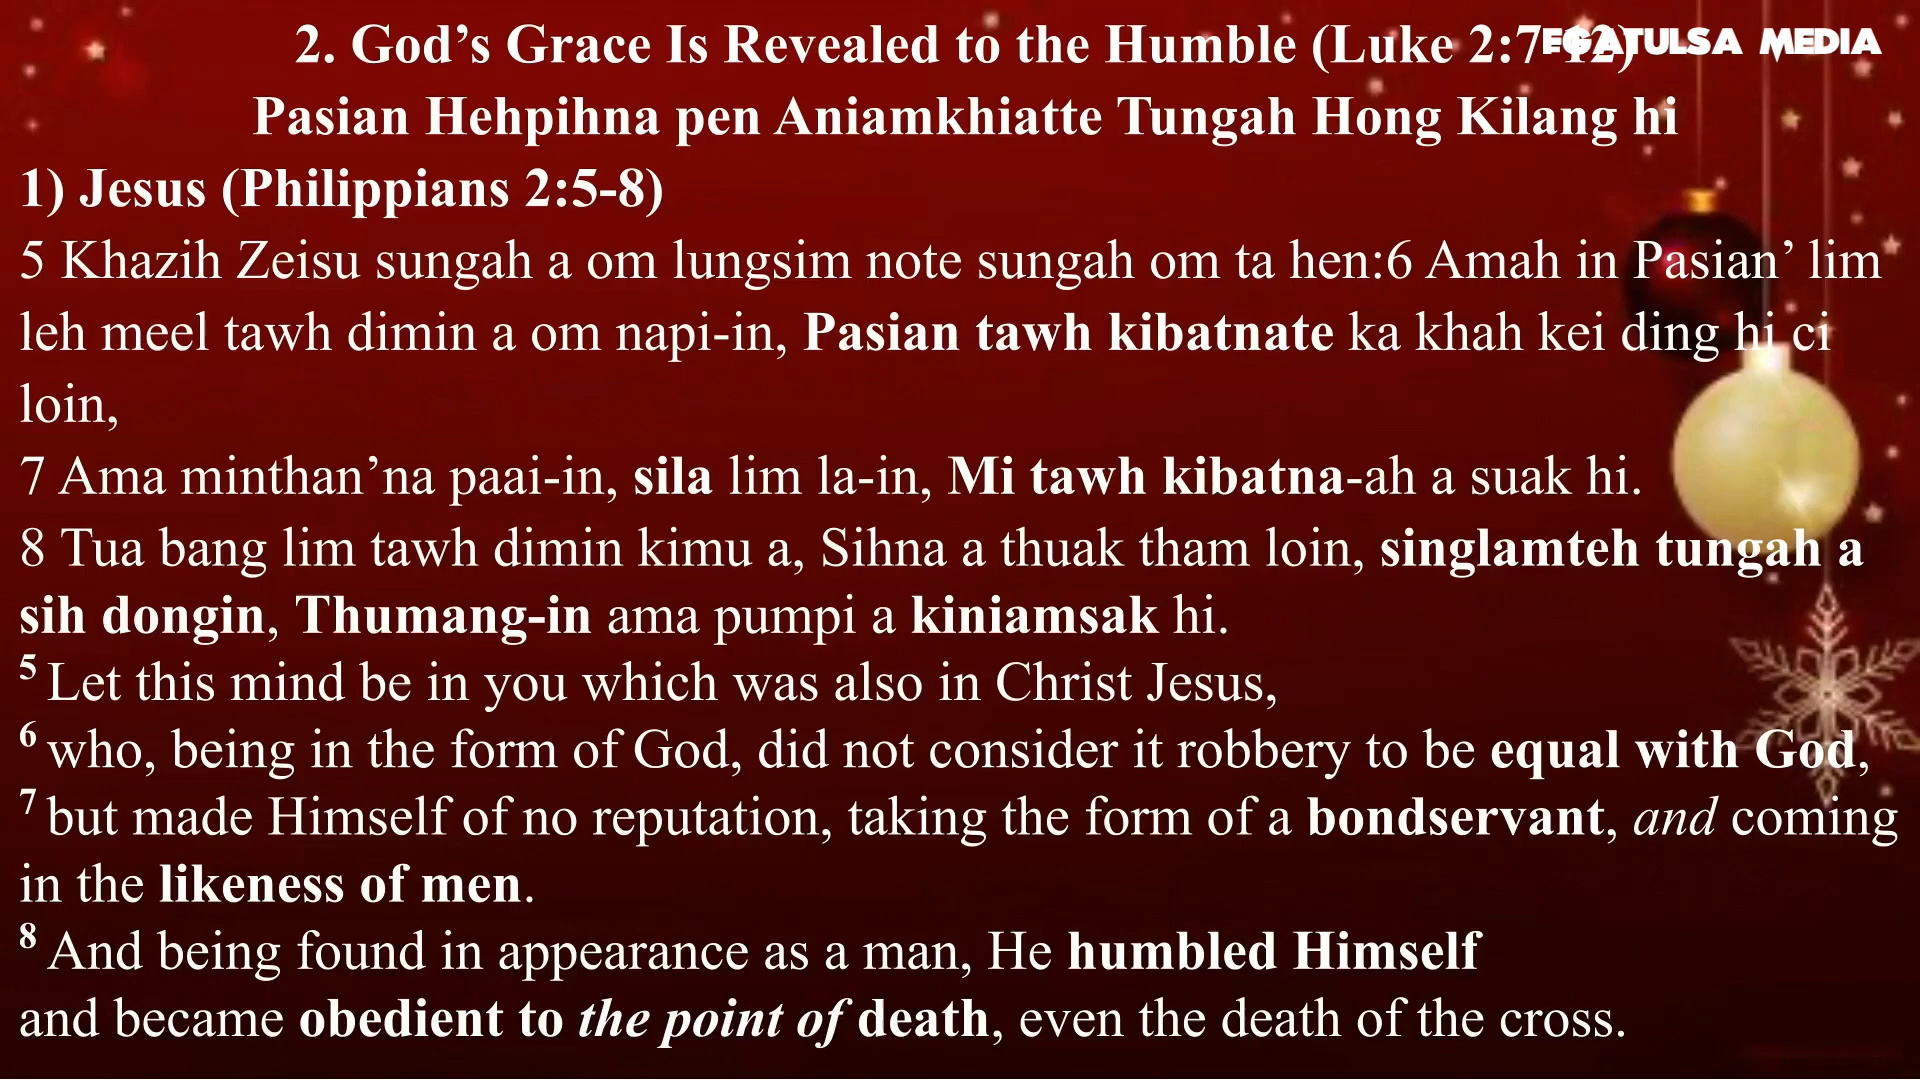 2. God’s Grace Is Revealed to the Humble (Luke 2:7-12)
EGATULSA MEDIA
Pasian Hehpihna pen Aniamkhiatte Tungah Hong Kilang hi
1) Jesus (Philippians 2:5-8)
5 Khazih Zeisu sungah a om lungsim note sungah om ta hen:6 Amah in Pasian’ lim
leh meel tawh dimin a om napi-in, Pasian tawh kibatnate ka khah kei ding hi ci
loin,
7 Ama minthan’na paai-in, sila lim la-in, Mi tawh kibatna-ah a suak hi.
8 Tua bang lim tawh dimin kimu a, Sihna a thuak tham loin, singlamteh tungah a
sih dongin, Thumang-in ama pumpi a kiniamsak hi.
5 Let this mind be in you which was also in Christ Jesus,
6 who, being in the form of God, did not consider it robbery to be equal with God,
7 but made Himself of no reputation, taking the form of a bondservant, and coming
in the likeness of men.
8 And being found in appearance as a man, He humbled Himself
and became obedient to the point of death, even the death of the cross.